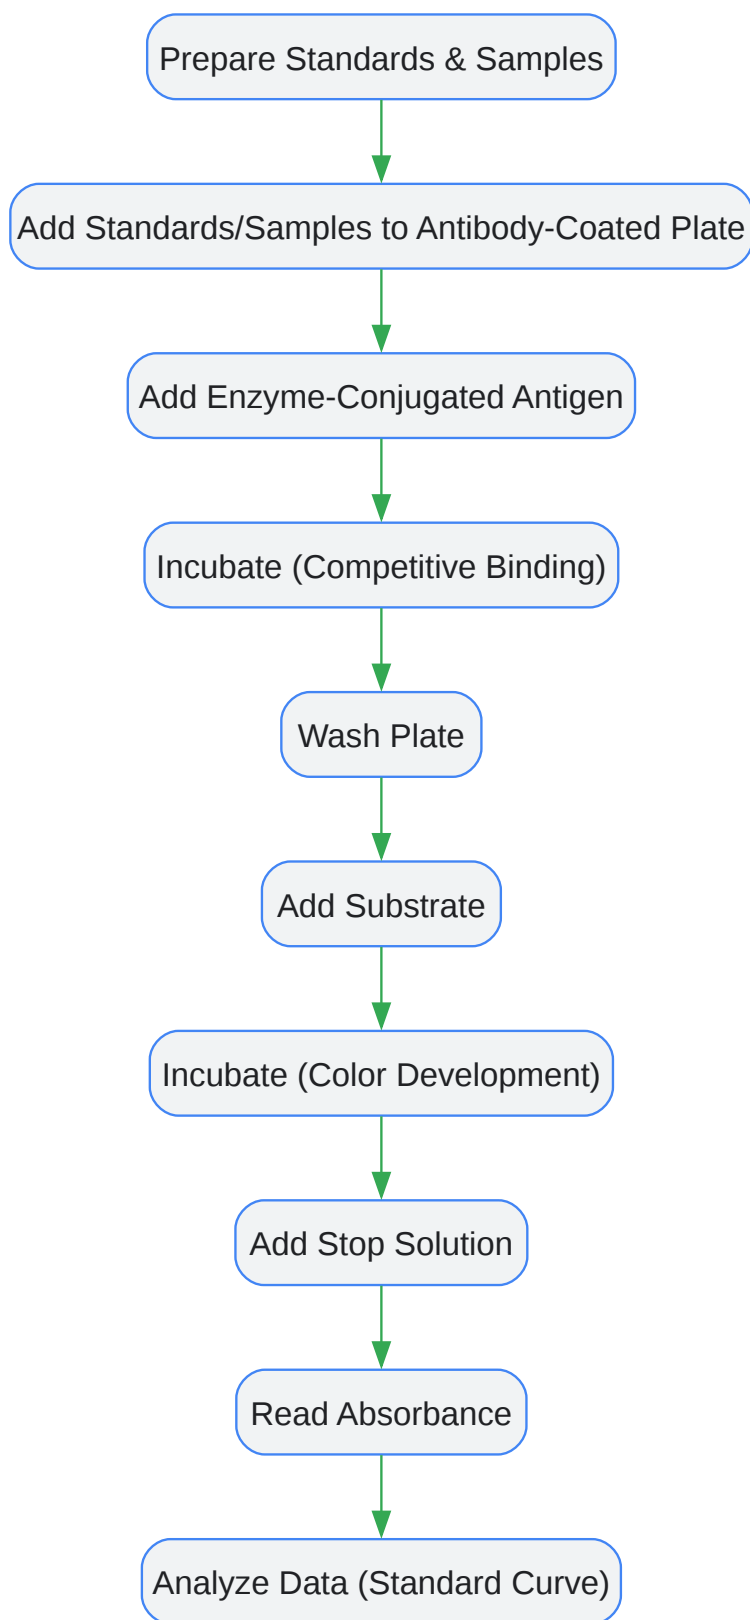 Prepare Standards & Samples
Add Standards/Samples to Antibody-Coated Plate
Add Enzyme-Conjugated Antigen
Incubate (Competitive Binding)
Wash Plate
Add Substrate
Incubate (Color Development)
Add Stop Solution
Read Absorbance
Analyze Data (Standard Curve)